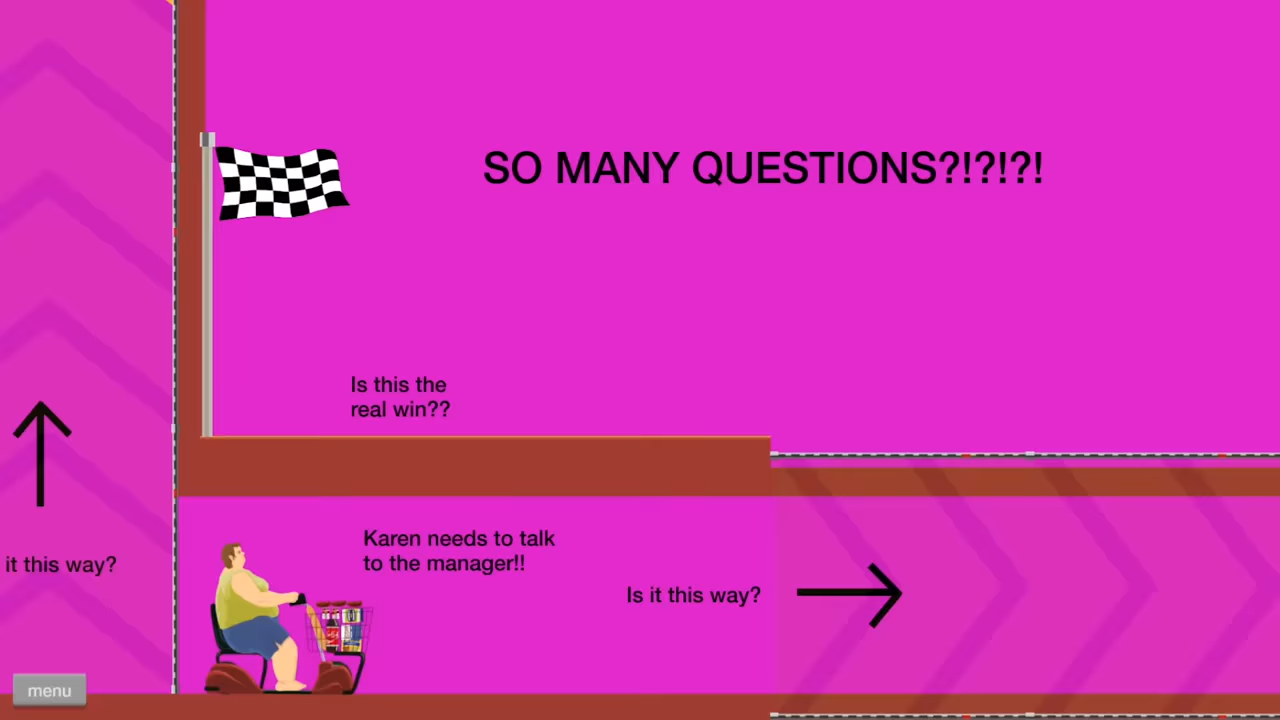 SO MANY QUESTIONS?!?!?!
Is this the
real win??
Karen needs to talk
to the manager!!
Is it this way?
it this way?
menu